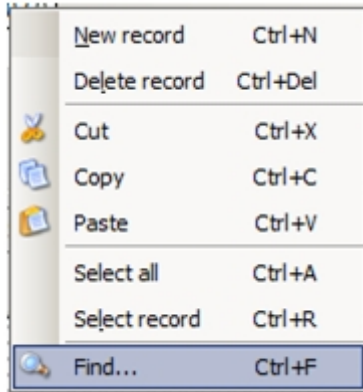 New record Ctrl+N
Delete record Ctrl+Del
Cut Ctrl+X
Copy Ctrl+C
Paste Ctrl+V
Select all Ctrl+A
Select record Ctrl+R
Find... Ctrl+F